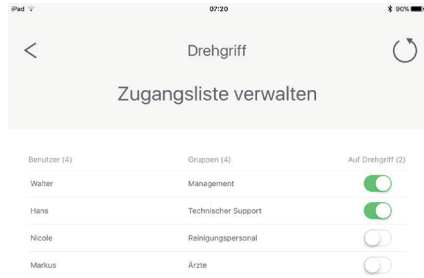 iPad 07:20 90%
Drehgriff
Zugangsliste verwalten
Benutzer (4) Gruppen (4) Auf Drehgriff (2)
Walter Management
Hans Technischer Support
Nicole Reinigungspersonal
Markus Ärzte